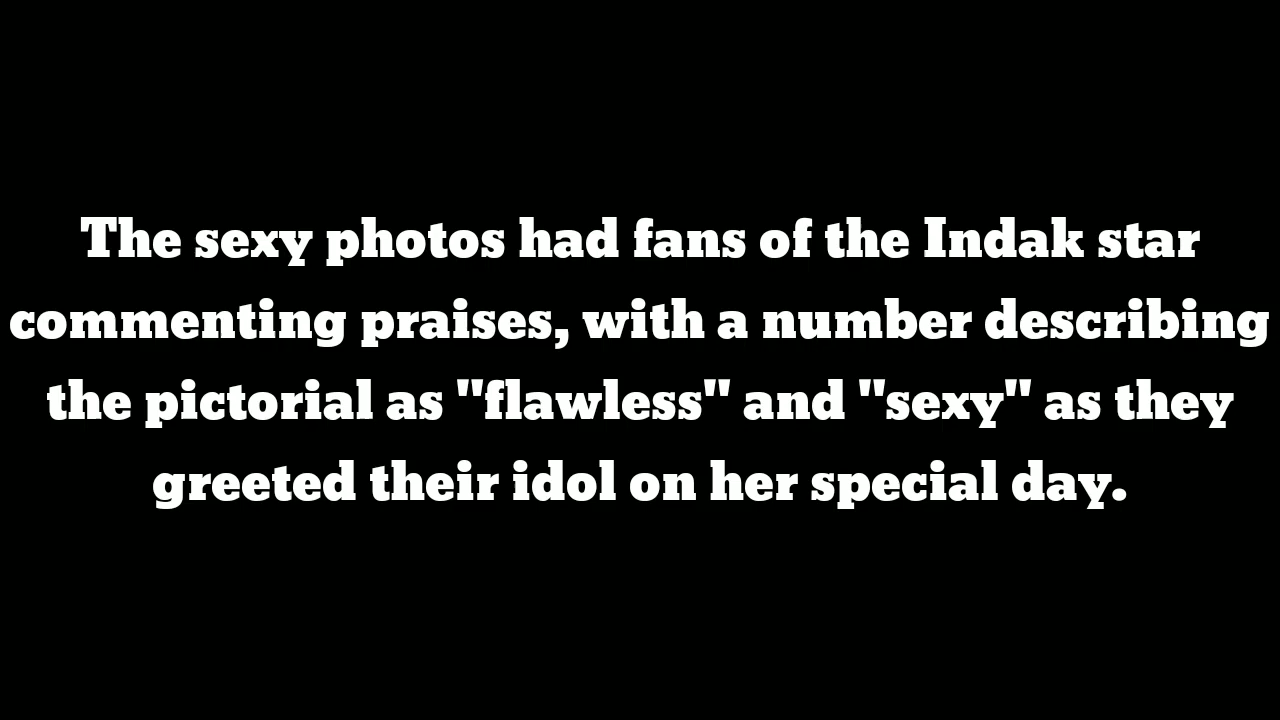 The sexy photos had fans of the Indak star
commenting praises, with a number describing
the pictorial as "flawless" and "sexy" as they
greeted their idol on her special day.